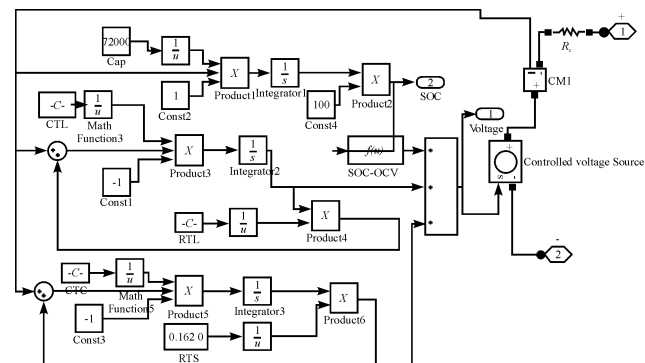 72000
Cap
1
u
X
Product1
1
s
Integrator1
1
Const2
100
Const4
X
Product2
2
SOC
+
1
Rs
- +
CM1
-C-
CTL
1
u
Math
Function3
X
Product3
-1
Const1
1
s
Integrator2
f(u)
SOC-OCV
1
Voltage
+
s -
Controlled voltage Source
-
2
-C-
RTL
1
u
X
Product4
-C-
CTC
1
u
Math
Function5
X
Product5
-1
Const3
1
s
Integrator3
X
Product6
0.162 0
RTS
1
u